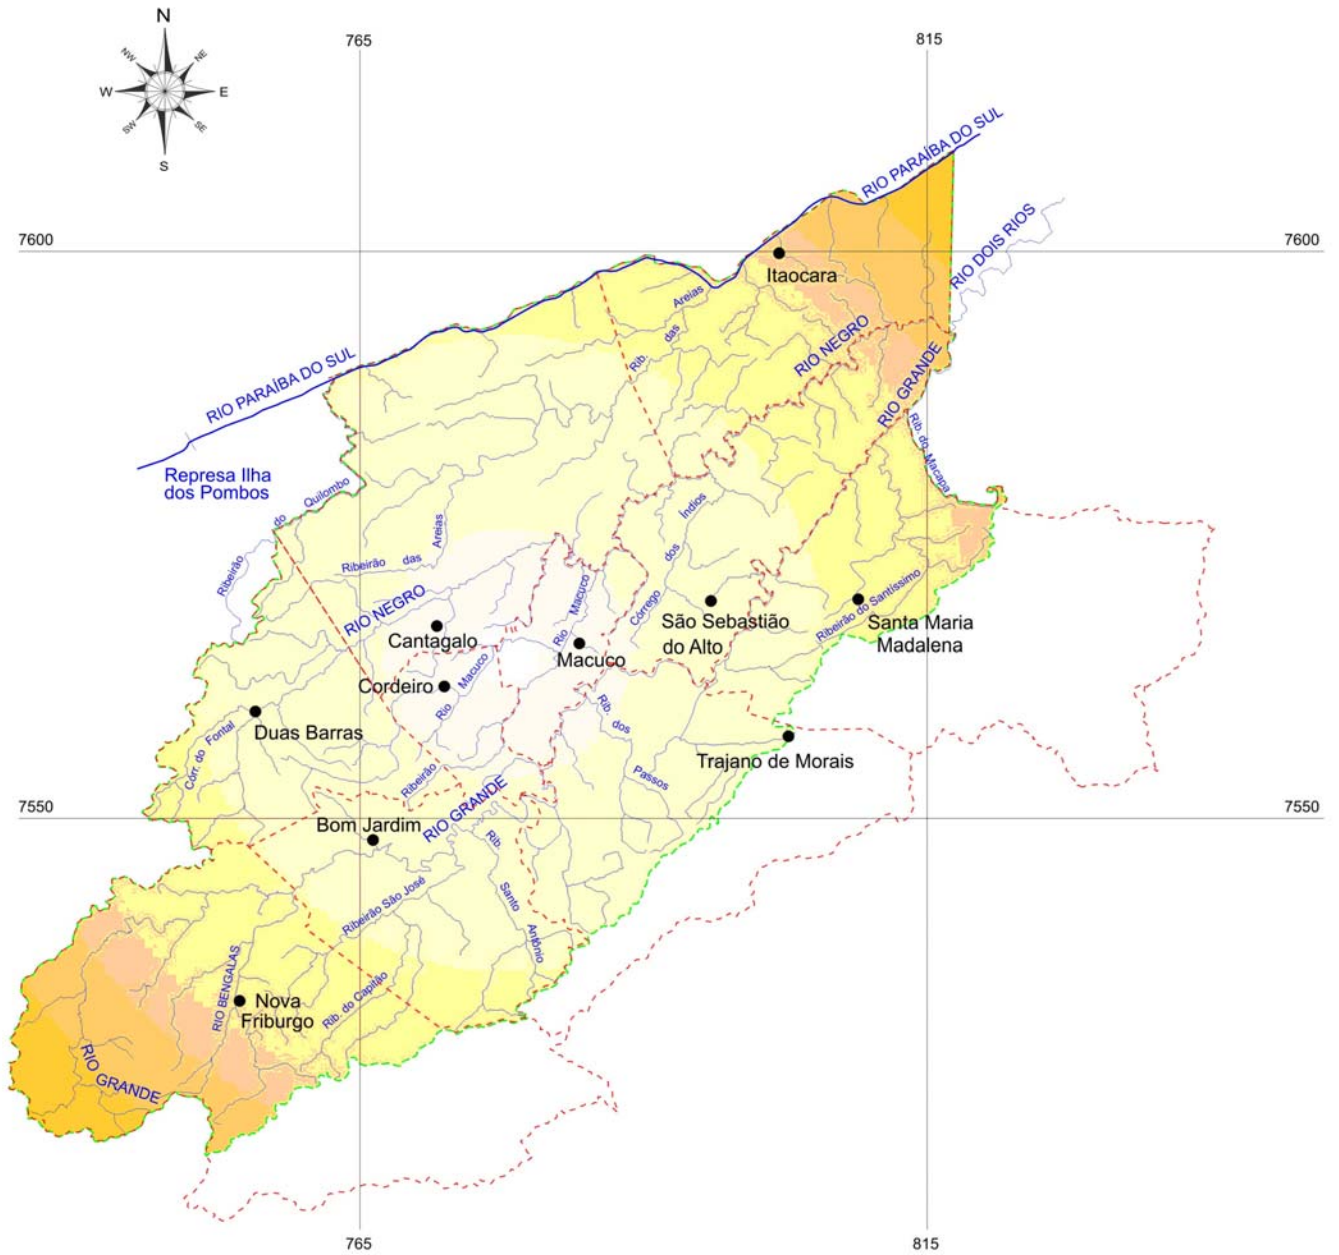 N
NW
NE
W
E
SW
SE
S
765
815
7600
7600
RIO PARAÍBA DO SUL
RIO DOIS RIOS
Itaocara
Areias
das
Rib.
RIO NEGRO
RIO GRANDE
RIO PARAÍBA DO SUL
Rib. do Macapa
Represa Ilha
dos Pombos
Quilombo
do
Ribeirão
Areias
Ribeirão das
Índios
dos
Córrego
RIO NEGRO
Macuco
Rio
Cantagalo
Macuco
São Sebastião
do Alto
Ribeirão do Santíssimo
Santa Maria
Madalena
Cordeiro
Macuco
Rio
Duas Barras
Córr. do Fontal
Rib. dos
Passos
Trajano de Morais
Ribeirão
RIO GRANDE
7550
7550
Bom Jardim
Rib.
Santo
Antônio
Ribeirão São José
RIO BENGALAS
Nova
Friburgo
Rib. do Capitão
RIO GRANDE
765
815